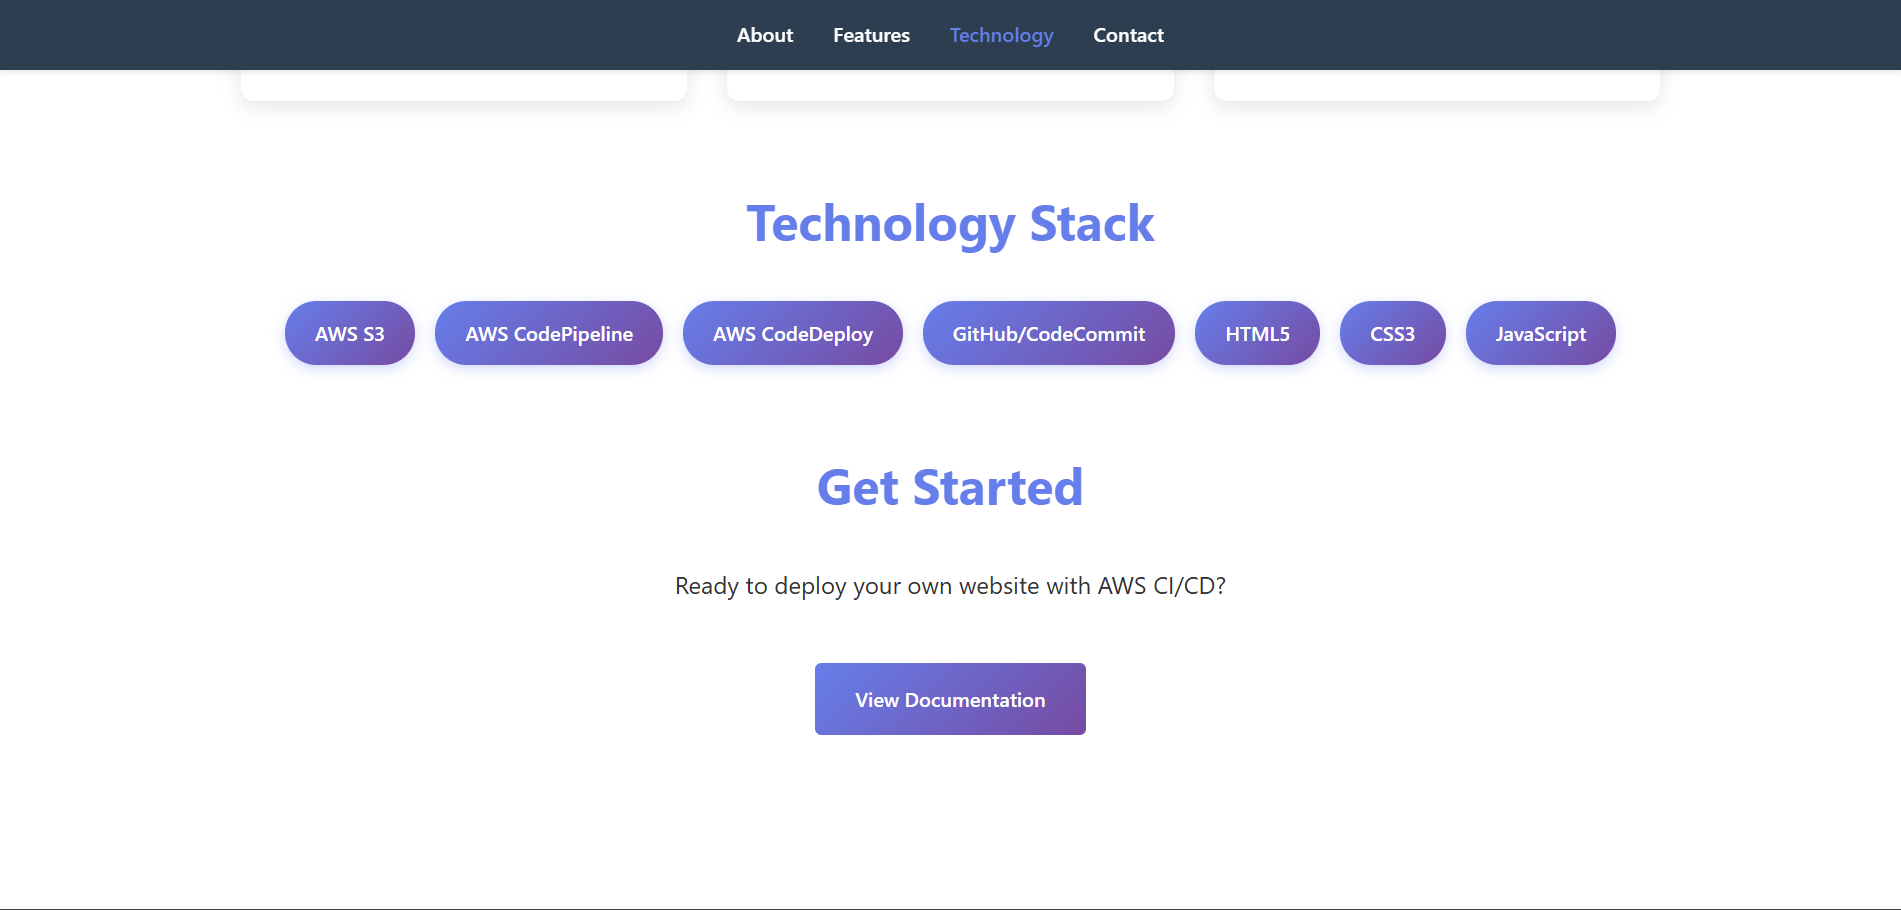 About Features Technology Contact
Technology Stack
AWS S3 AWS CodePipeline AWS CodeDeploy GitHub/CodeCommit HTML5 CSS3 JavaScript
Get Started
Ready to deploy your own website with AWS CI/CD?
View Documentation